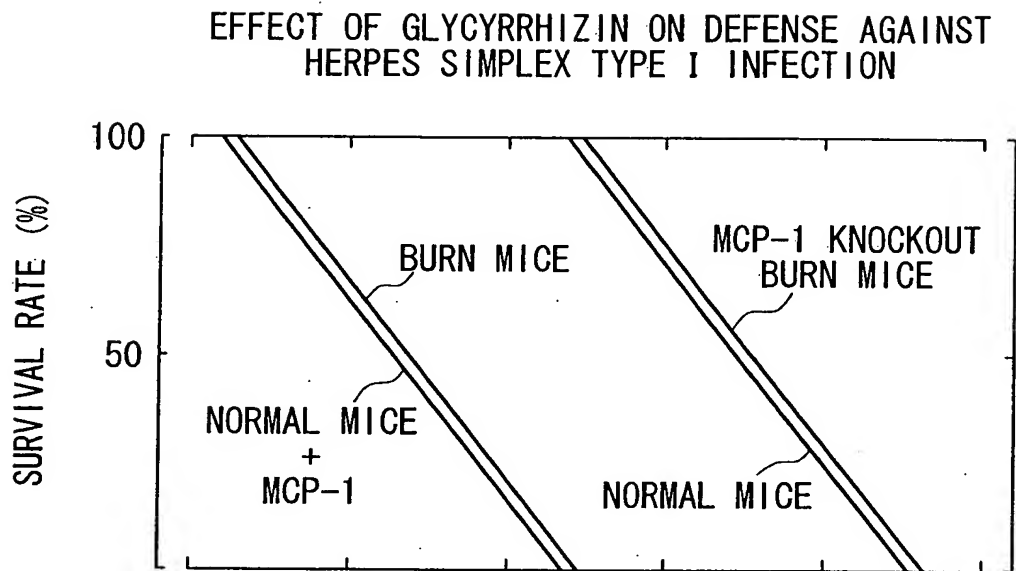 EFFECT OF GLYCYRRHIZIN ON DEFENSE AGAINST
HERPES SIMPLEX TYPE I INFECTION
SURVIVAL RATE (%)
100
50
BURN MICE
MCP-1 KNOCKOUT
BURN MICE
NORMAL MICE
+
MCP-1
NORMAL MICE